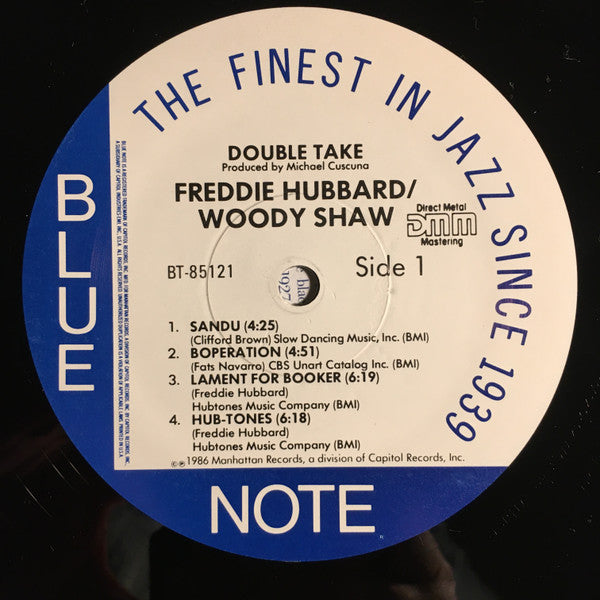 THE FINEST IN JAZZ SINCE 1939
DOUBLE TAKE
Produced by Michael Cuscuna
FREDDIE HUBBARD/
WOODY SHAW
Direct Metal
DMM
Mastering
BT-85121
Side 1
1. SANDU (4:25)
(Clifford Brown) Slow Dancing Music, Inc. (BMI)
2. BOPERATION (4:51)
(Fats Navarro) CBS Unart Catalog Inc. (BMI)
3. LAMENT FOR BOOKER (6:19)
(Freddie Hubbard)
Hubtones Music Company (BMI)
4. HUB-TONES (6:18)
(Freddie Hubbard)
Hubtones Music Company (BMI)
©℗1986 Manhattan Records, a division of Capitol Records, Inc.
BLUE
NOTE
1927